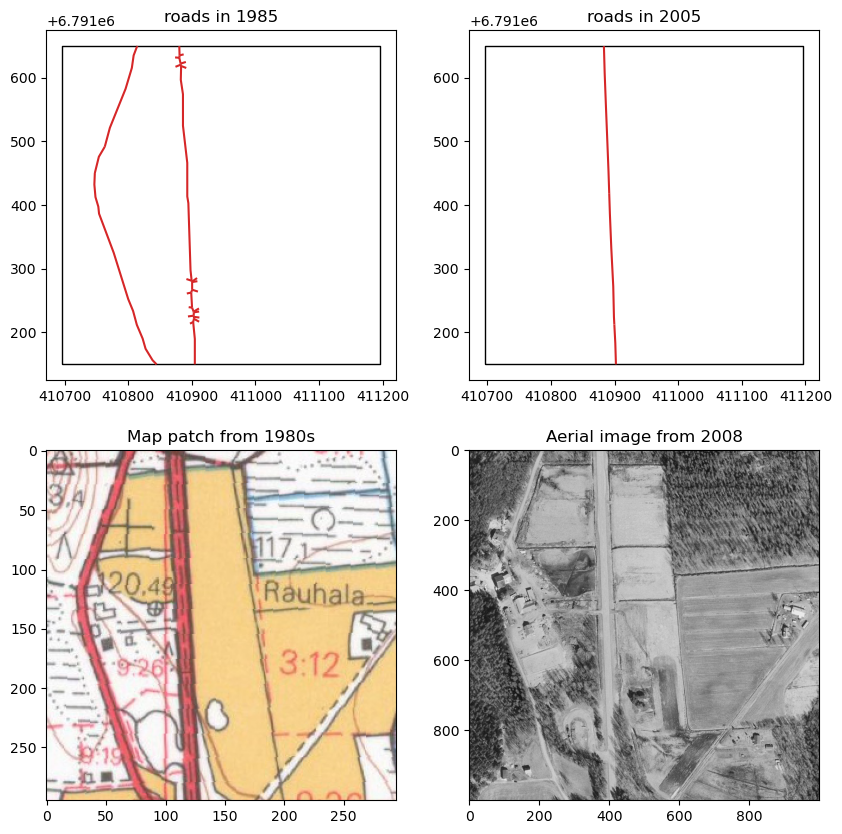 roads in 1985
+6.791e6
600
500
400
300
200
410700 410800 410900 411000 411100 411200
roads in 2005
+6.791e6
600
500
400
300
200
410700 410800 410900 411000 411100 411200
Map patch from 1980s
0
50
100
150
200
250
0 50 100 150 200 250
3,4
117,1
120,49
Rauhala
9:26
3:12
9:19
Aerial image from 2008
0
200
400
600
800
0 200 400 600 800